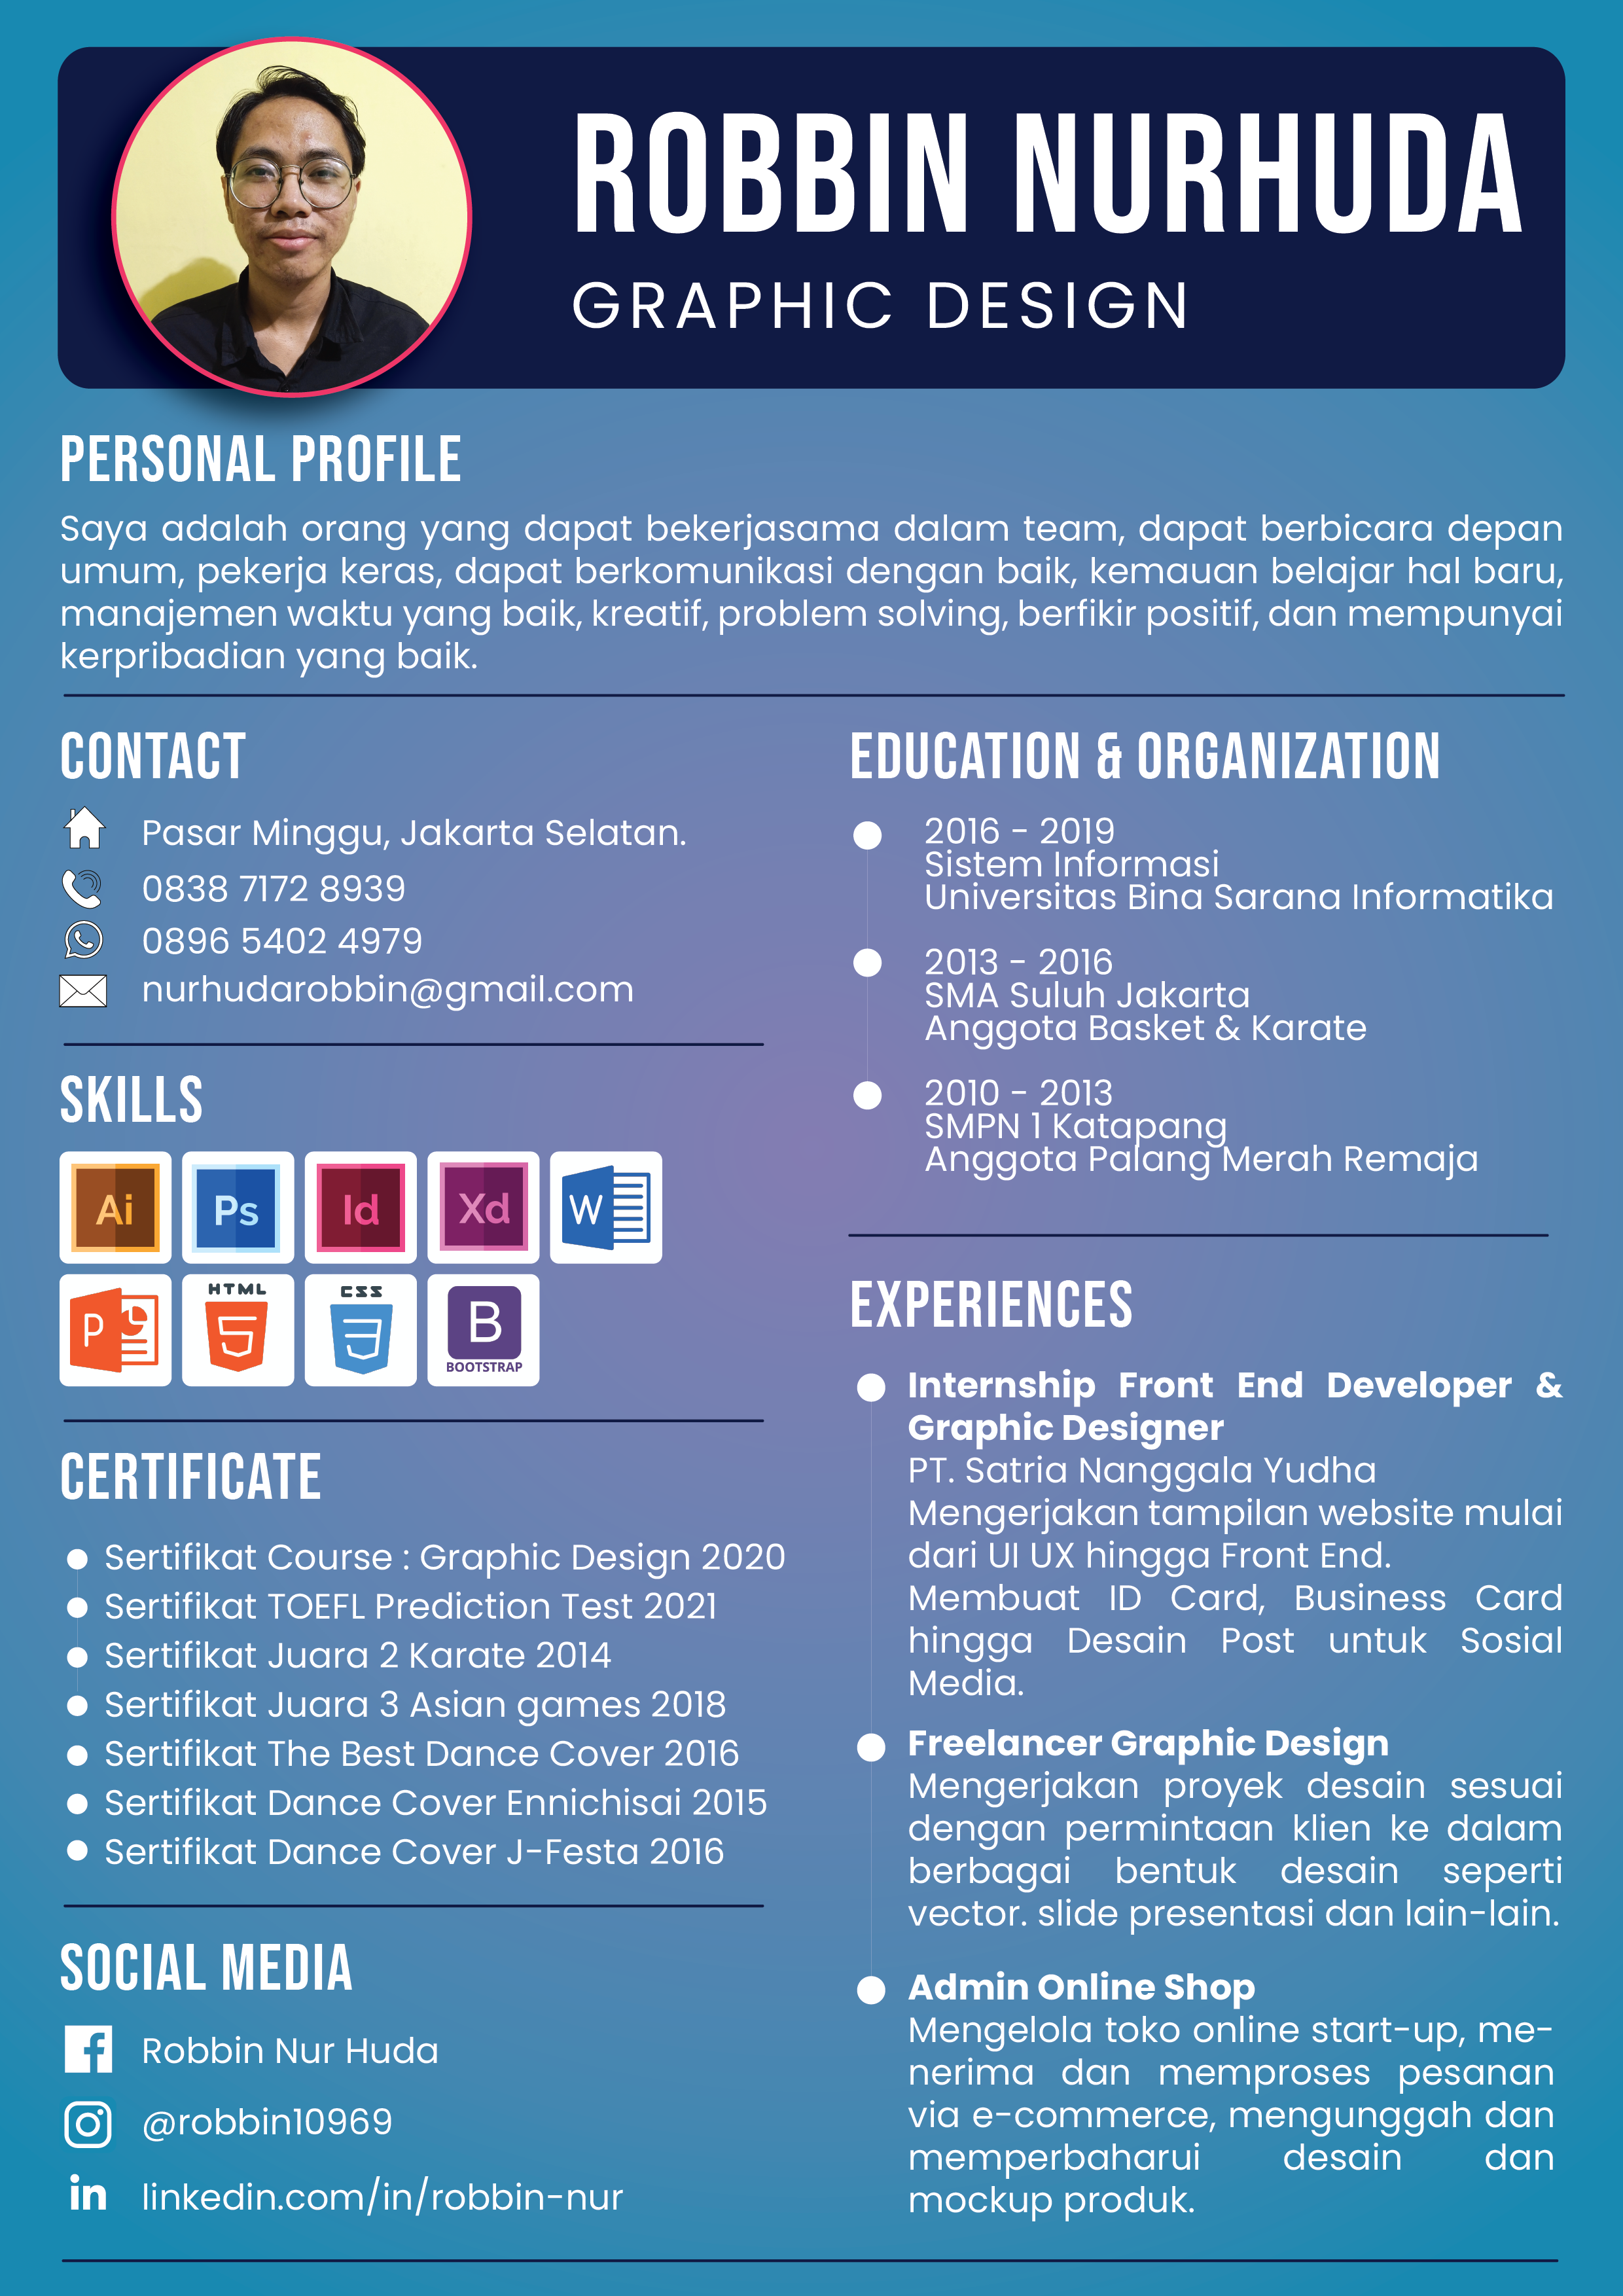 ROBBIN NURHUDA
GRAPHIC DESIGN
PERSONAL PROFILE
Saya adalah orang yang dapat bekerjasama dalam team, dapat berbicara depan
umum, pekerja keras, dapat berkomunikasi dengan baik, kemauan belajar hal baru,
manajemen waktu yang baik, kreatif, problem solving, berfikir positif, dan mempunyai
kerpribadian yang baik.
CONTACT
Pasar Minggu, Jakarta Selatan.
0838 7172 8939
0896 5402 4979
nurhudarobbin@gmail.com
SKILLS
Ai
Ps
Id
Xd
W
P
HTML
5
CSS
3
B
BOOTSTRAP
CERTIFICATE
Sertifikat Course : Graphic Design 2020
Sertifikat TOEFL Prediction Test 2021
Sertifikat Juara 2 Karate 2014
Sertifikat Juara 3 Asian games 2018
Sertifikat The Best Dance Cover 2016
Sertifikat Dance Cover Ennichisai 2015
Sertifikat Dance Cover J-Festa 2016
SOCIAL MEDIA
Robbin Nur Huda
@robbin10969
in
linkedin.com/in/robbin-nur
EDUCATION & ORGANIZATION
2016 - 2019
Sistem Informasi
Universitas Bina Sarana Informatika
2013 - 2016
SMA Suluh Jakarta
Anggota Basket & Karate
2010 - 2013
SMPN 1 Katapang
Anggota Palang Merah Remaja
EXPERIENCES
Internship Front End Developer &
Graphic Designer
PT. Satria Nanggala Yudha
Mengerjakan tampilan website mulai
dari UI UX hingga Front End.
Membuat ID Card, Business Card
hingga Desain Post untuk Sosial
Media.
Freelancer Graphic Design
Mengerjakan proyek desain sesuai
dengan permintaan klien ke dalam
berbagai bentuk desain seperti
vector. slide presentasi dan lain-lain.
Admin Online Shop
Mengelola toko online start-up, me-
nerima dan memproses pesanan
via e-commerce, mengunggah dan
memperbaharui desain dan
mockup produk.